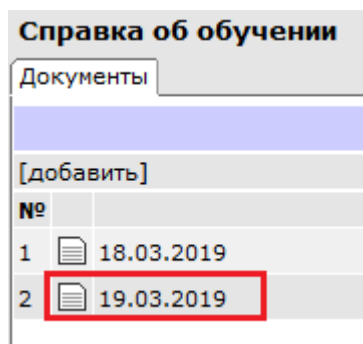 Справка об обучении
Документы
[добавить]
№
1 18.03.2019
2 19.03.2019